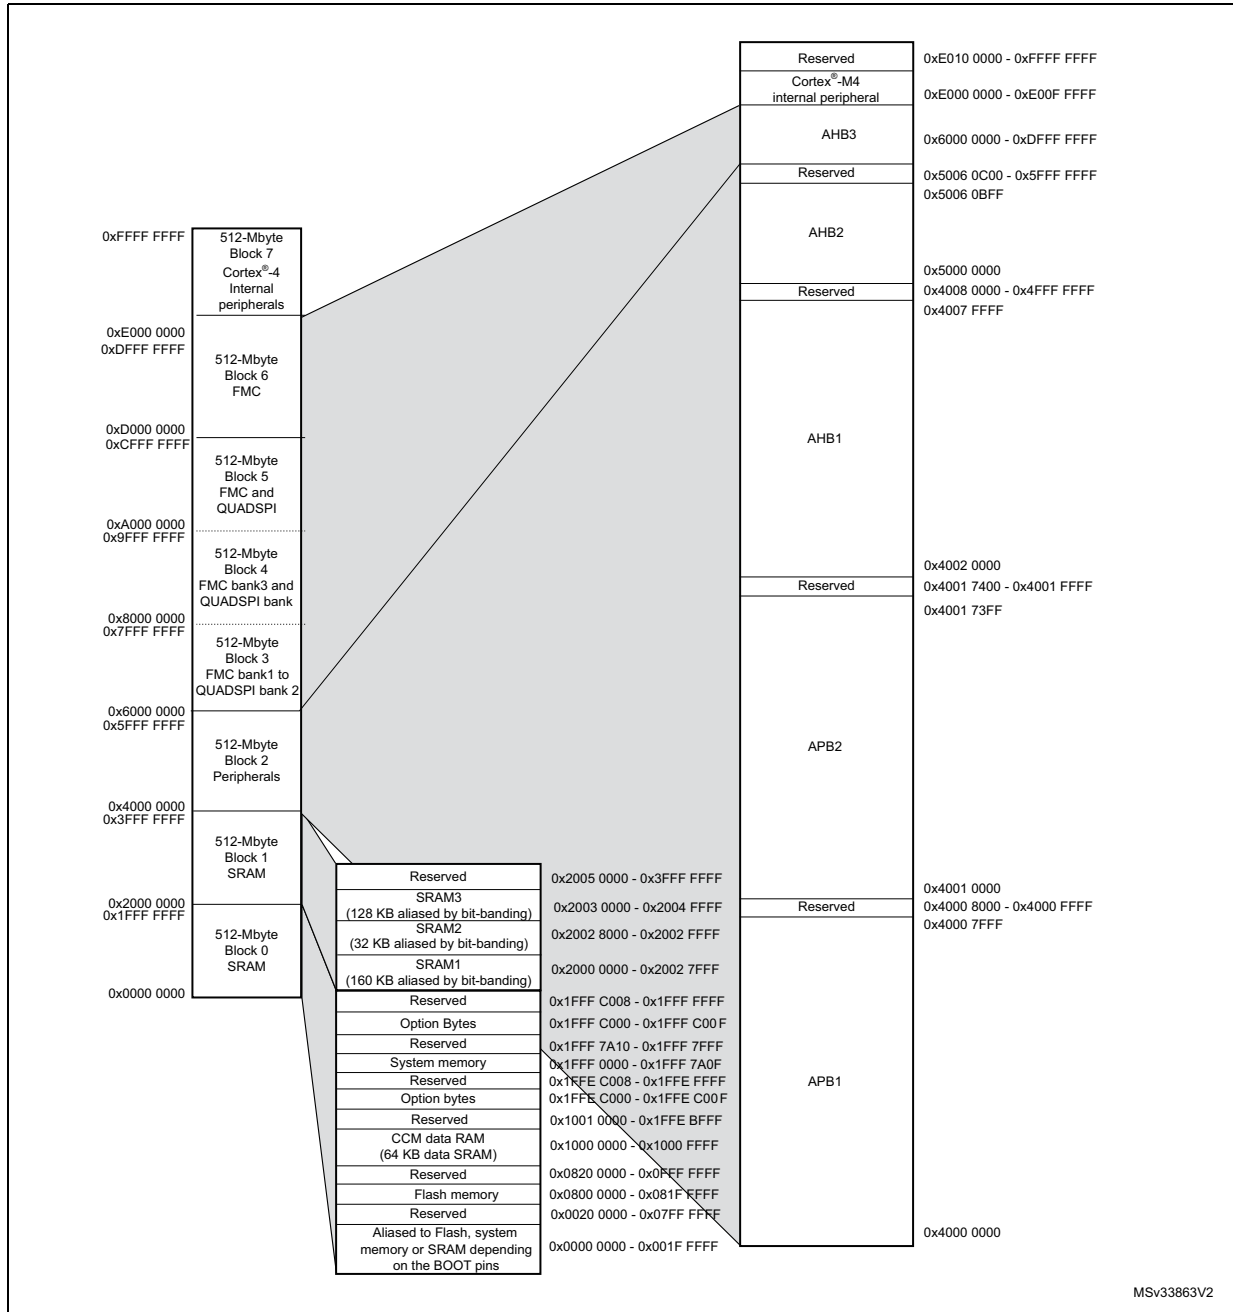 0xFFFF FFFF
512-Mbyte
Block 7
Cortex®-4
Internal
peripherals
0xE000 0000
0xDFFF FFFF
512-Mbyte
Block 6
FMC
0xD000 0000
0xCFFF FFFF
512-Mbyte
Block 5
FMC and
QUADSPI
0xA000 0000
0x9FFF FFFF
512-Mbyte
Block 4
FMC bank3 and
QUADSPI bank
0x8000 0000
0x7FFF FFFF
512-Mbyte
Block 3
FMC bank1 to
QUADSPI bank 2
0x6000 0000
0x5FFF FFFF
512-Mbyte
Block 2
Peripherals
0x4000 0000
0x3FFF FFFF
512-Mbyte
Block 1
SRAM
0x2000 0000
0x1FFF FFFF
512-Mbyte
Block 0
SRAM
0x0000 0000
Reserved 0x2005 0000 - 0x3FFF FFFF
SRAM3
(128 KB aliased by bit-banding) 0x2003 0000 - 0x2004 FFFF
SRAM2
(32 KB aliased by bit-banding) 0x2002 8000 - 0x2002 FFFF
SRAM1
(160 KB aliased by bit-banding) 0x2000 0000 - 0x2002 7FFF
Reserved 0x1FFF C008 - 0x1FFF FFFF
Option Bytes 0x1FFF C000 - 0x1FFF C00F
Reserved 0x1FFF 7A10 - 0x1FFF 7FFF
System memory 0x1FFF 0000 - 0x1FFF 7A0F
Reserved 0x1FFE C008 - 0x1FFE FFFF
Option bytes 0x1FFE C000 - 0x1FFE C00F
Reserved 0x1001 0000 - 0x1FFE BFFF
CCM data RAM
(64 KB data SRAM) 0x1000 0000 - 0x1000 FFFF
Reserved 0x0820 0000 - 0x0FFF FFFF
Flash memory 0x0800 0000 - 0x081F FFFF
Reserved 0x0020 0000 - 0x07FF FFFF
Aliased to Flash, system
memory or SRAM depending 0x0000 0000 - 0x001F FFFF
on the BOOT pins
Reserved 0xE010 0000 - 0xFFFF FFFF
Cortex®-M4
internal peripheral 0xE000 0000 - 0xE00F FFFF
AHB3 0x6000 0000 - 0xDFFF FFFF
Reserved 0x5006 0C00 - 0x5FFF FFFF
0x5006 0BFF
AHB2
0x5000 0000
Reserved 0x4008 0000 - 0x4FFF FFFF
0x4007 FFFF
AHB1
0x4002 0000
Reserved 0x4001 7400 - 0x4001 FFFF
0x4001 73FF
APB2
0x4001 0000
Reserved 0x4000 8000 - 0x4000 FFFF
0x4000 7FFF
APB1
0x4000 0000
MSv33863V2